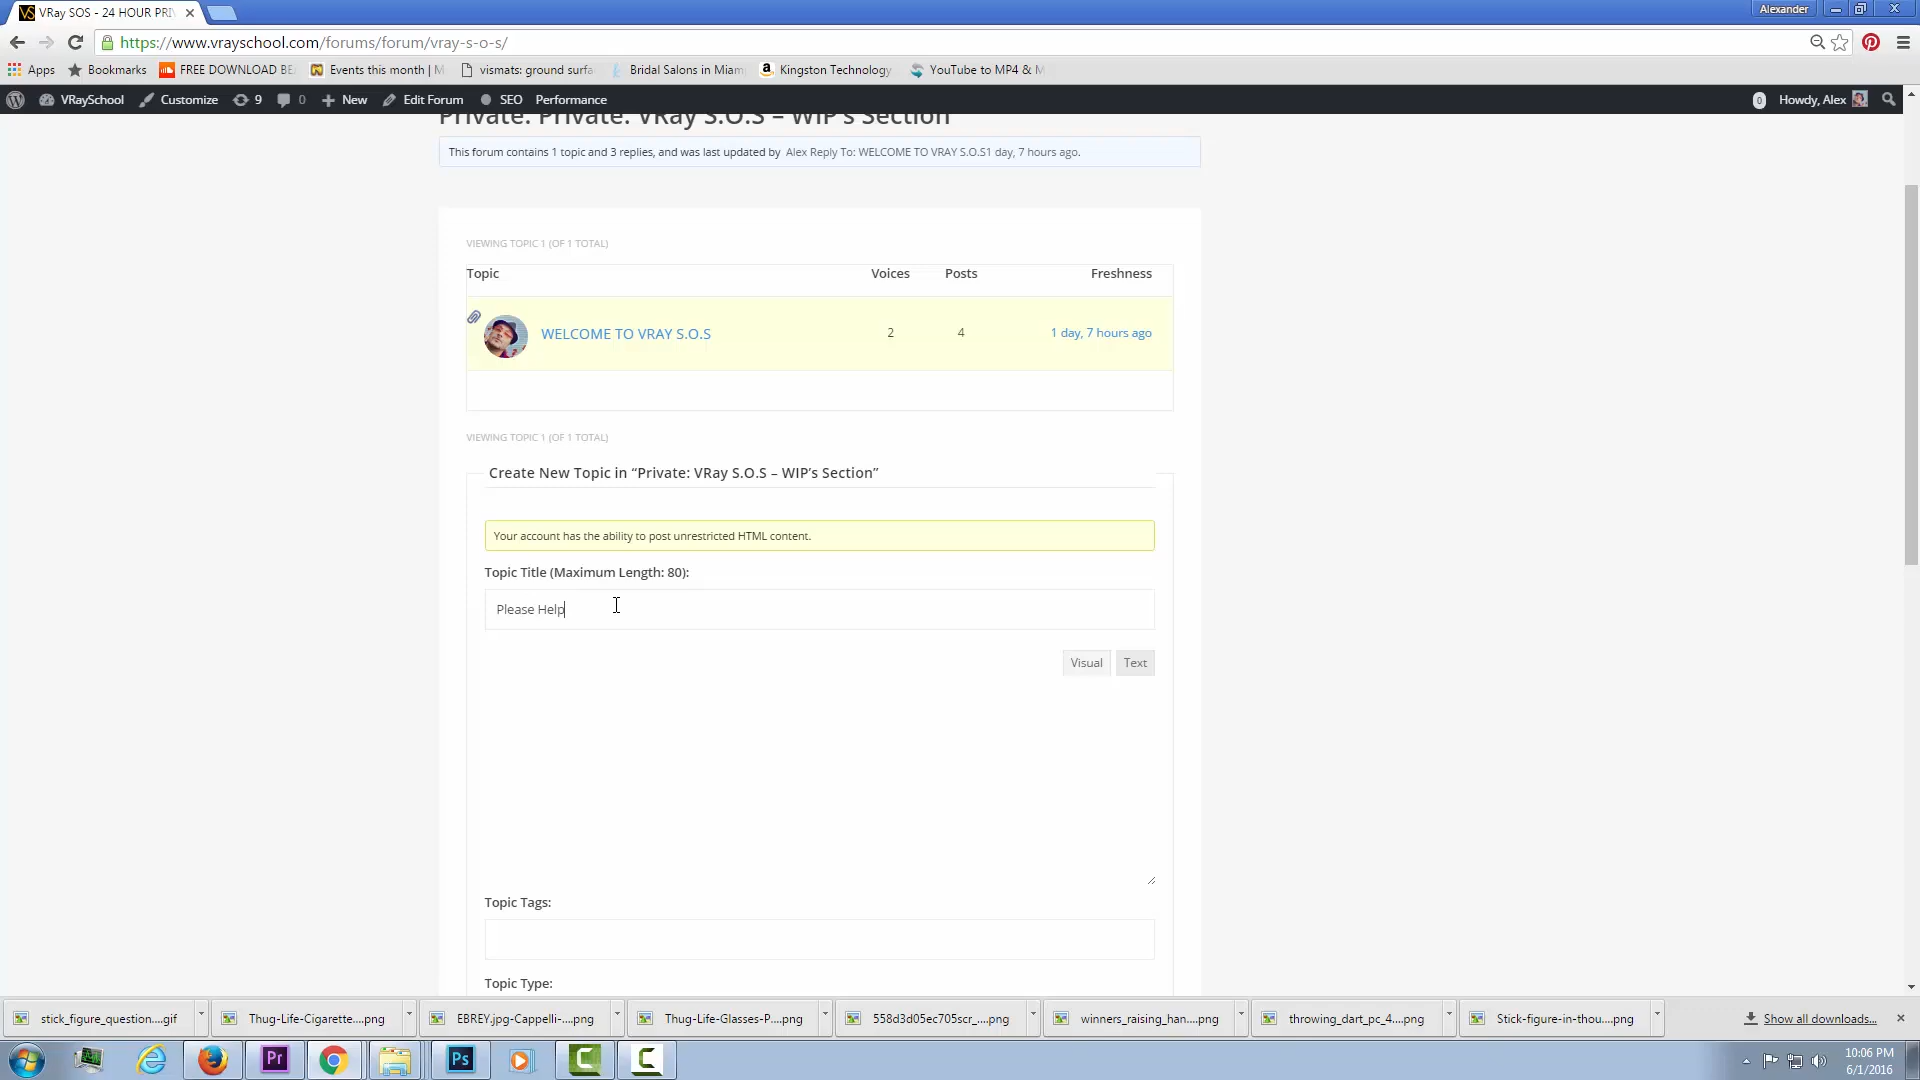 VRay SOS - 24 HOUR PRI
Alexander
https://www.vrayschool.com/forums/forum/vray-s-o-s/
Apps
Bookmarks
FREE DOWNLOAD BE
Events this month | M
vismats: ground surfa
Bridal Salons in Miam
Kingston Technology
YouTube to MP4 & M
VRaySchool
Customize
9
0
New
Edit Forum
SEO
Performance
0
Howdy, Alex
Private: Private: VRay S.O.S – WIP's Section
This forum contains 1 topic and 3 replies, and was last updated by Alex Reply To: WELCOME TO VRAY S.O.S1 day, 7 hours ago.
VIEWING TOPIC 1 (OF 1 TOTAL)
Topic Voices Posts Freshness
WELCOME TO VRAY S.O.S 2 4 1 day, 7 hours ago
VIEWING TOPIC 1 (OF 1 TOTAL)
Create New Topic in “Private: VRay S.O.S – WIP’s Section”
Your account has the ability to post unrestricted HTML content.
Topic Title (Maximum Length: 80):
Please Help
Visual Text
Topic Tags:
Topic Type:
stick_figure_question....gif
Thug-Life-Cigarette....png
EBREY.jpg-Cappelli-....png
Thug-Life-Glasses-P....png
558d3d05ec705scr_....png
winners_raising_han....png
throwing_dart_pc_4....png
Stick-figure-in-thou....png
Show all downloads...
Pr
Ps
10:06 PM
6/1/2016